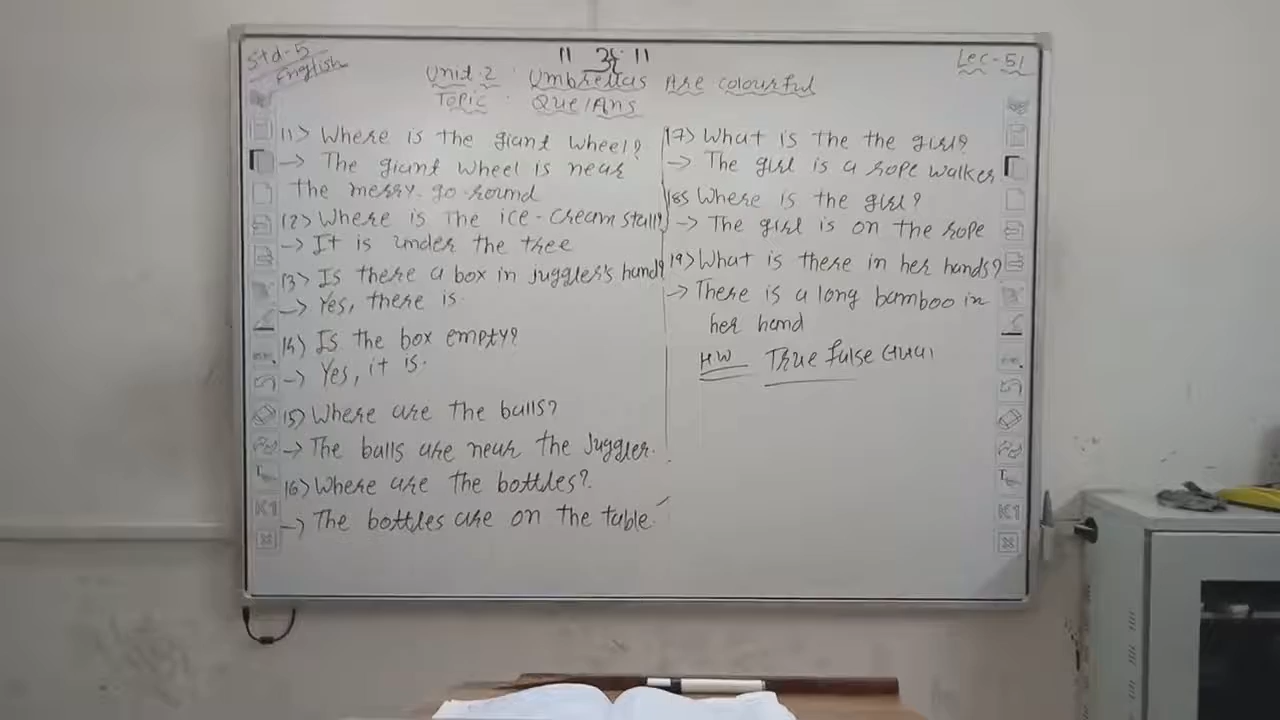 Std-5
English
Lec-51
Unit-2 : Umbrellas Are colourful
Topic : Que/Ans
11) Where is the giant wheel?
→ The giant wheel is near
the merry-go-round
12) Where is the ice-cream stall?
→ It is under the tree
13) Is there a box in juggler's hand?
→ Yes, there is.
14) Is the box empty?
→ Yes, it is.
15) Where are the balls?
→ The balls are near the juggler.
16) Where are the bottles?
→ The bottles are on the table.
17) What is the the girl?
→ The girl is a rope walker
18) Where is the girl?
→ The girl is on the rope
19) What is there in her hands?
→ There is a long bamboo in
her hand
HW True false